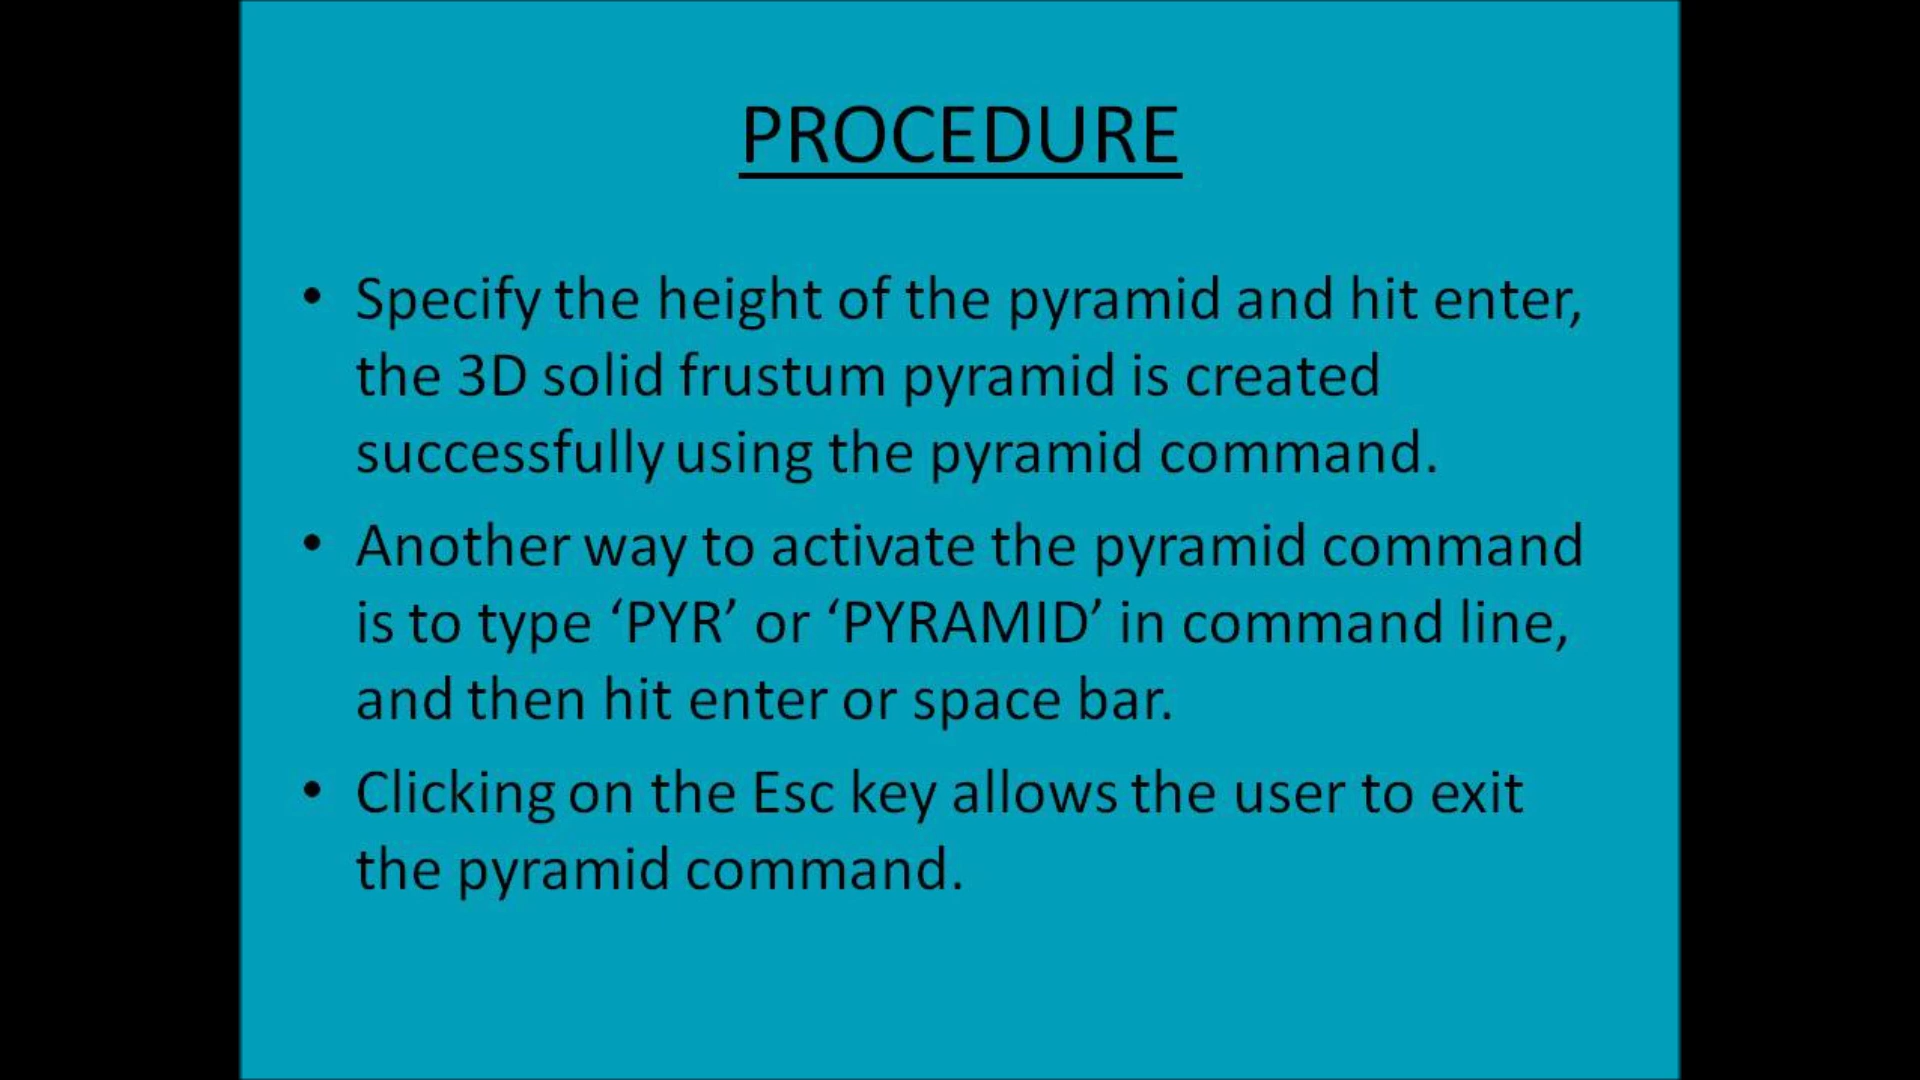 PROCEDURE
• Specify the height of the pyramid and hit enter,
the 3D solid frustum pyramid is created
successfully using the pyramid command.
• Another way to activate the pyramid command
is to type ‘PYR’ or ‘PYRAMID’ in command line,
and then hit enter or space bar.
• Clicking on the Esc key allows the user to exit
the pyramid command.